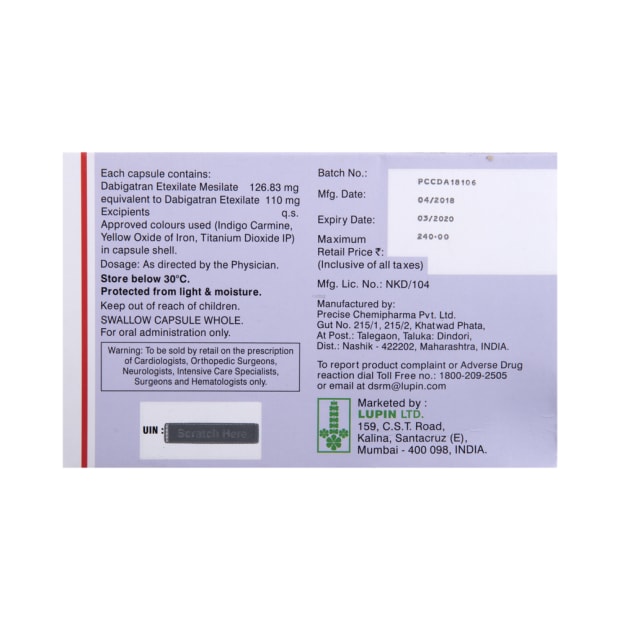 Each capsule contains:
Dabigatran Etexilate Mesilate 126.83 mg
equivalent to Dabigatran Etexilate 110 mg
Excipients q.s.
Approved colours used (Indigo Carmine,
Yellow Oxide of Iron, Titanium Dioxide IP)
in capsule shell.
Dosage: As directed by the Physician.
Store below 30°C.
Protected from light & moisture.
Keep out of reach of children.
SWALLOW CAPSULE WHOLE.
For oral administration only.
Warning: To be sold by retail on the prescription
of Cardiologists, Orthopedic Surgeons,
Neurologists, Intensive Care Specialists,
Surgeons and Hematologists only.
UIN : Scratch Here
Batch No.: PCCDA18106
Mfg. Date: 04/2018
Expiry Date: 03/2020
Maximum 240-00
Retail Price ₹:
(Inclusive of all taxes)
Mfg. Lic. No.: NKD/104
Manufactured by:
Precise Chemipharma Pvt. Ltd.
Gut No. 215/1, 215/2, Khatwad Phata,
At Post.: Talegaon, Taluka: Dindori,
Dist.: Nashik - 422202, Maharashtra, INDIA.
To report product complaint or Adverse Drug
reaction dial Toll Free no.: 1800-209-2505
or email at dsrm@lupin.com
Marketed by :
LUPIN LTD.
159, C.S.T. Road,
Kalina, Santacruz (E),
Mumbai - 400 098, INDIA.